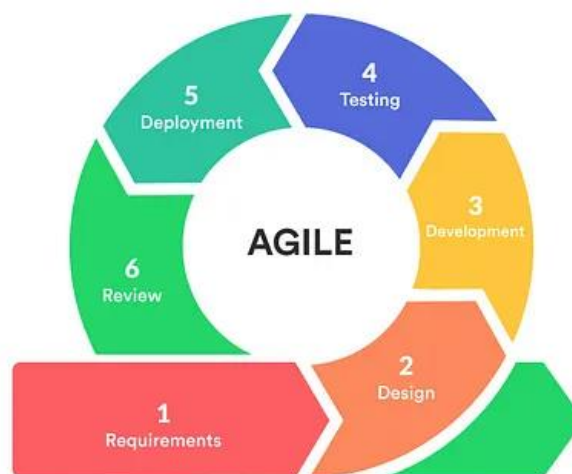 4
Testing
5
Deployment
3
Development
AGILE
6
Review
2
Design
1
Requirements